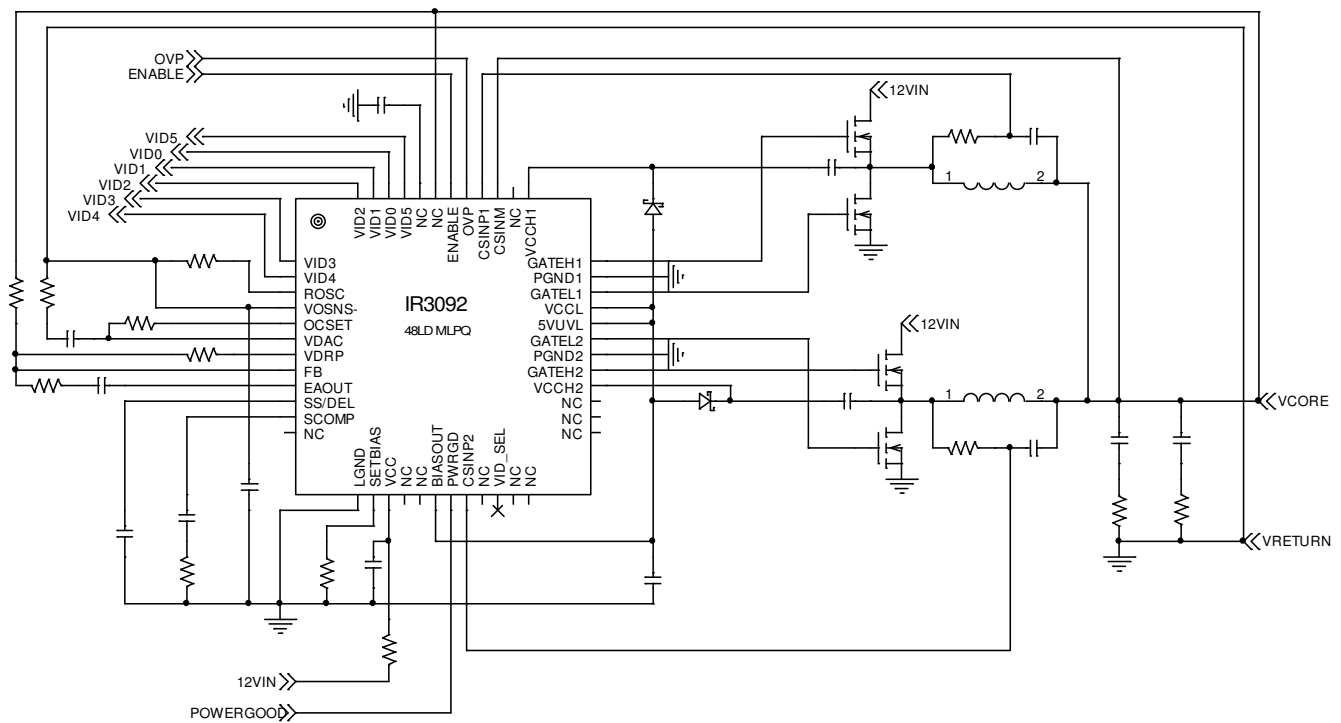 OVP
ENABLE
12VIN
VID5
VID0
VID1
VID2
VID3
VID4
VID2
VID1
VID0
VID5
NC
NC
ENABLE
OVP
CSINP1
CSINM
NC
VCCH1
1 2
VID3
VID4
ROSC
VOSNS-
OCSET
VDAC
VDRP
FB
EAOUT
SS/DEL
SCOMP
NC
IR3092
48LD MLPQ
GATEH1
PGND1
GATEL1
VCCL
5VUVL
GATEL2
PGND2
GATEH2
VCCH2
NC
NC
NC
12VIN
1 2
VCORE
LGND
SETBIAS
VCC
NC
NC
BIASOUT
PWRGD
CSINP2
NC
VID_SEL
NC
NC
VRETURN
12VIN
POWERGOOD